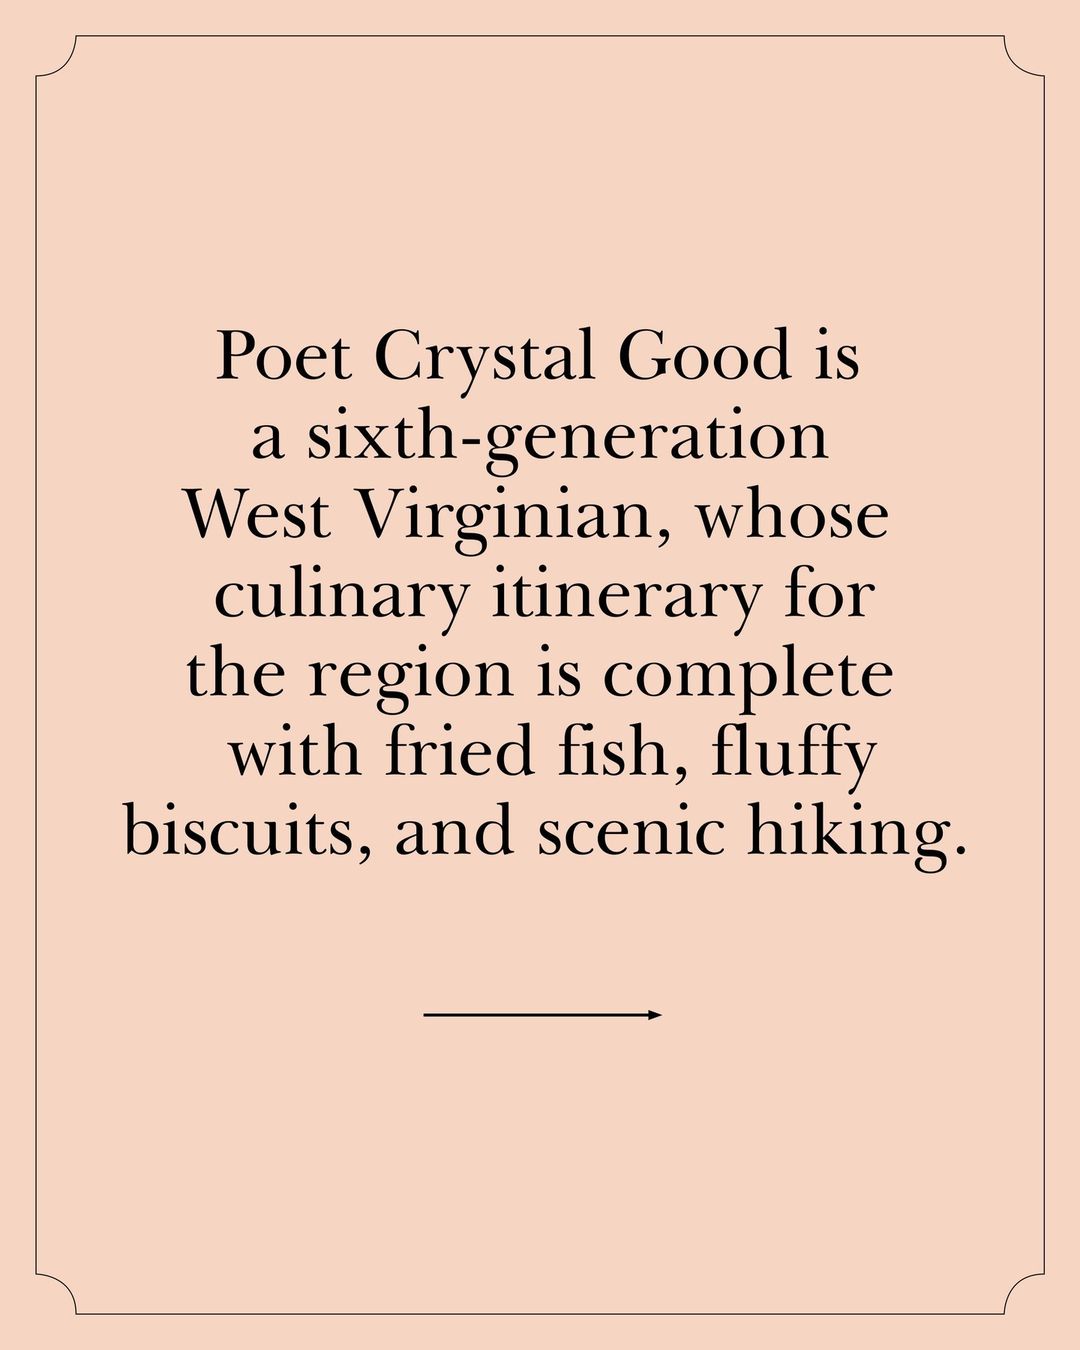 Poet Crystal Good is
a sixth-generation
West Virginian, whose
culinary itinerary for
the region is complete
with fried fish, fluffy
biscuits, and scenic hiking.